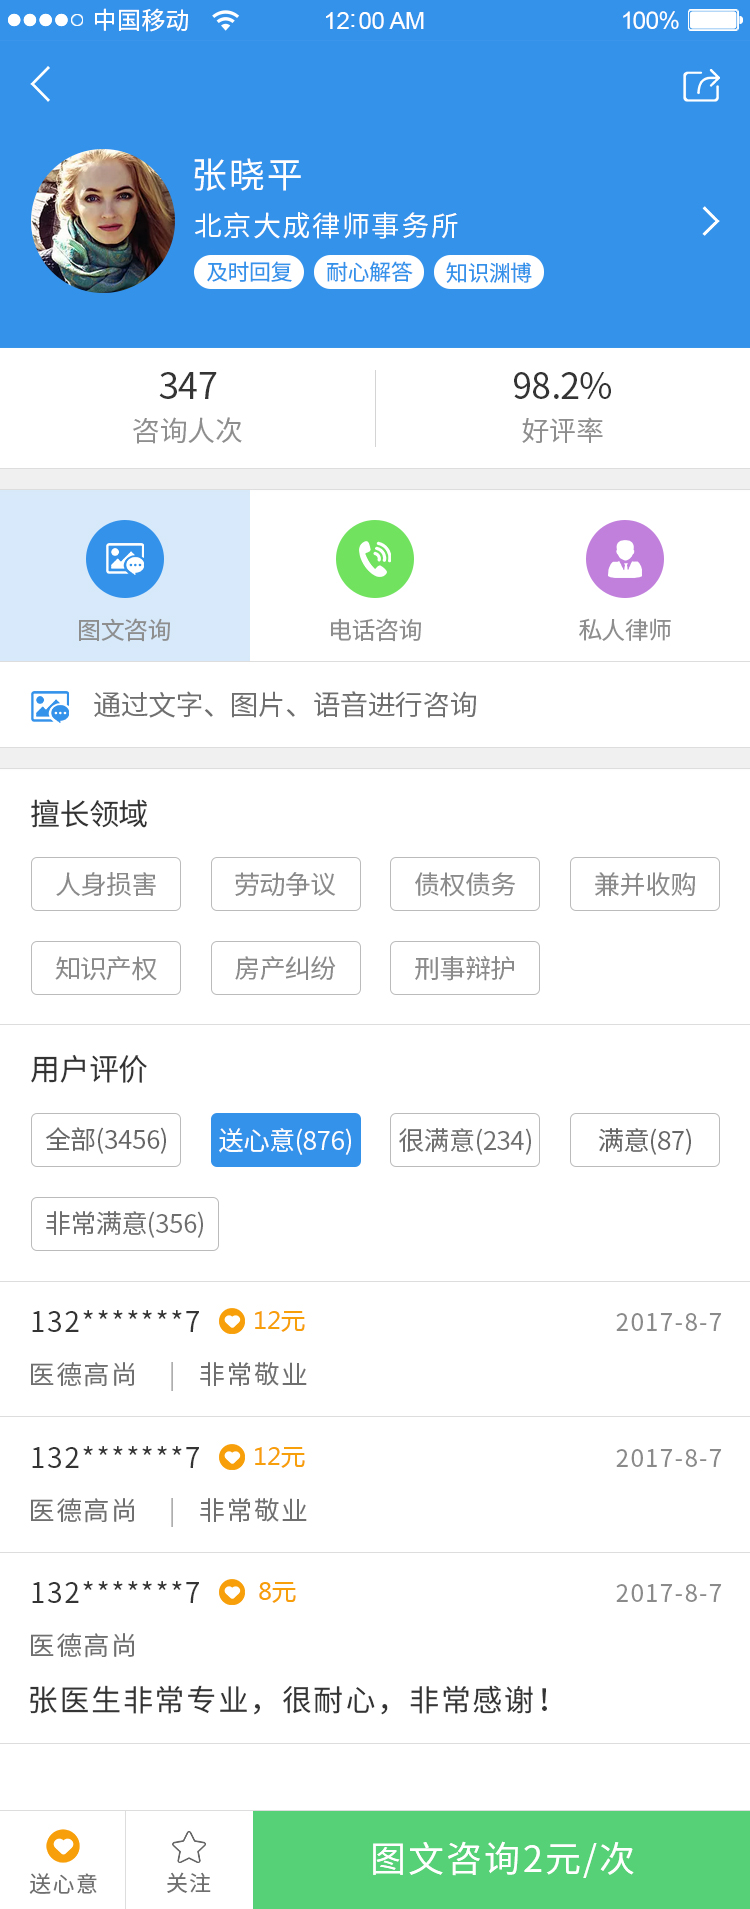 中国移动 12:00 AM 100%
张晓平
北京大成律师事务所
及时回复 耐心解答 知识渊博
347 98.2%
咨询人次 好评率
图文咨询 电话咨询 私人律师
通过文字、图片、语音进行咨询
擅长领域
人身损害 劳动争议 债权债务 兼并收购
知识产权 房产纠纷 刑事辩护
用户评价
全部(3456) 送心意(876) 很满意(234) 满意(87)
非常满意(356)
132*******7 12元 2017-8-7
医德高尚 | 非常敬业
132*******7 12元 2017-8-7
医德高尚 | 非常敬业
132*******7 8元 2017-8-7
医德高尚
张医生非常专业，很耐心，非常感谢！
送心意 关注 图文咨询2元/次